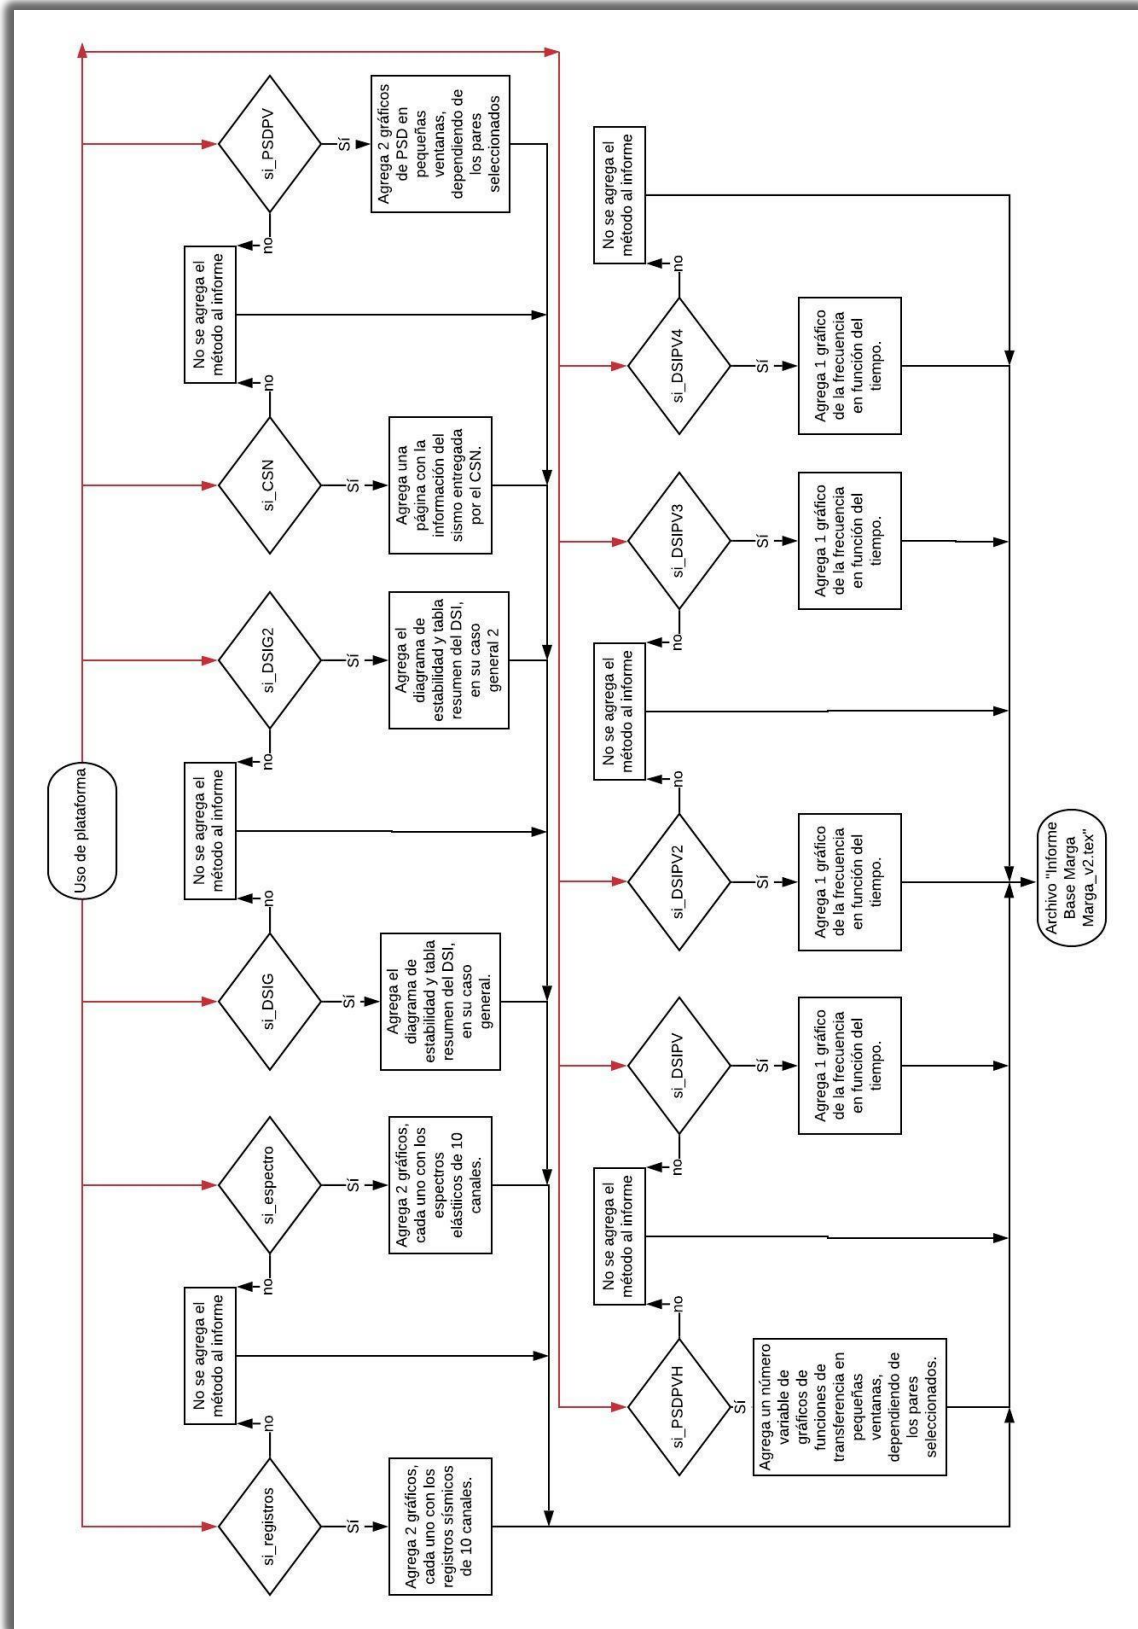 Uso de plataforma
si_registros
Sí
Agrega 2 gráficos,
cada uno con los
registros sísmicos
de 10 canales.
no
No se agrega el
método al informe
si_espectro
no
Sí
Agrega 2 gráficos,
cada uno con los
espectros
elástiicos de 10
canales.
si_DSIG
Sí
Agrega el
diagrama de
estabilidad y tabla
resumen del DSI,
en su caso
general.
no
No se agrega el
método al informe
si_DSIG2
no
Sí
Agrega el
diagrama de
estabilidad y tabla
resumen del DSI,
en su caso
general 2
si_CSN
Sí
Agrega una
página con la
información del
sismo entregada
por el CSN.
no
No se agrega el
método al informe
si_PSDPV
no
Sí
Agrega 2 gráficos
de PSD en
pequeñas
ventanas,
dependiendo de
los pares
seleccionados
si_PSDPVH
Sí
Agrega un número
variable de
gráficos de
funciones de
transferencia en
pequeñas
ventanas,
dependiendo de
los pares
seleccionados.
no
No se agrega el
método al informe
si_DSIPV
no
Sí
Agrega 1 gráfico
de la frecuencia
en función del
tiempo.
si_DSIPV2
Sí
Agrega 1 gráfico
de la frecuencia
en función del
tiempo.
no
No se agrega el
método al informe
si_DSIPV3
no
Sí
Agrega 1 gráfico
de la frecuencia
en función del
tiempo.
si_DSIPV4
Sí
Agrega 1 gráfico
de la frecuencia
en función del
tiempo.
no
No se agrega el
método al informe
Archivo "Informe
Base Marga
Marga_v2.tex"